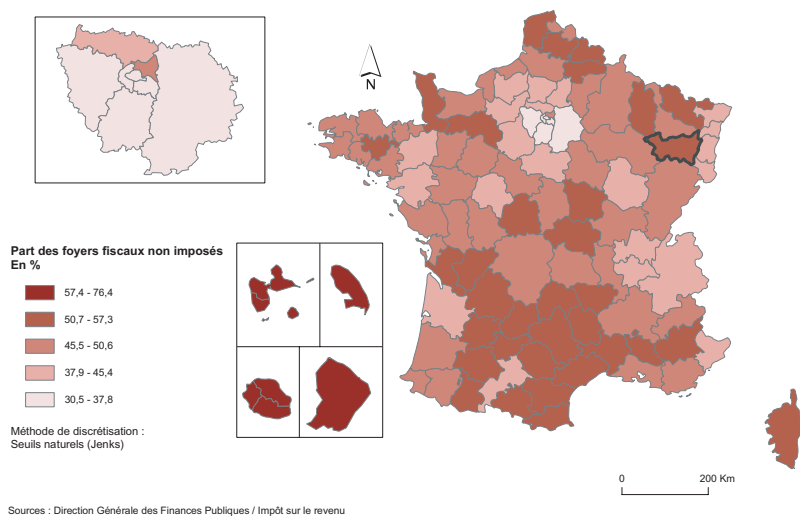 N
Part des foyers fiscaux non imposés
En %
57,4 - 76,4
50,7 - 57,3
45,5 - 50,6
37,9 - 45,4
30,5 - 37,8
Méthode de discrétisation :
Seuils naturels (Jenks)
0 200 Km
Sources : Direction Générale des Finances Publiques / Impôt sur le revenu